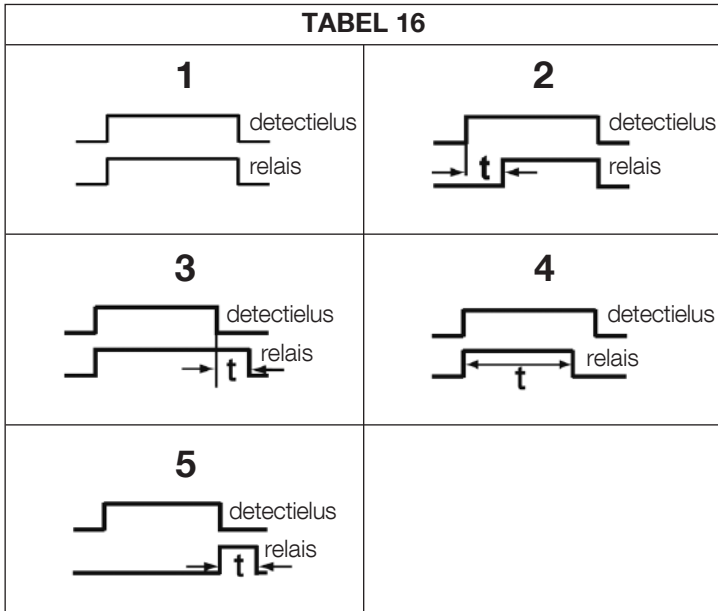 TABEL 16
1
detectielus
relais
2
detectielus
t
relais
3
detectielus
relais
t
4
detectielus
relais
t
5
detectielus
relais
t